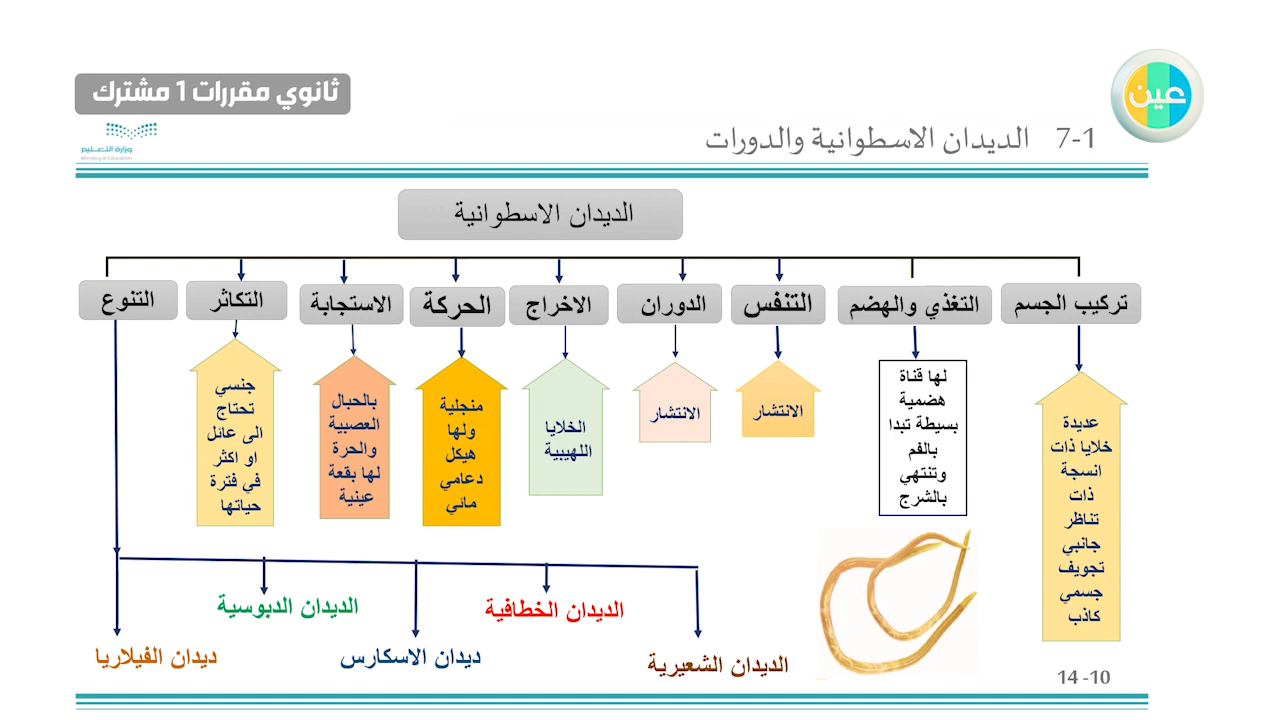 ثانوي مقررات 1 مشترك
عين
وزارة التعليم
Ministry of Education
7-1 الديدان الاسطوانية والدورات
الديدان الاسطوانية
تركيب الجسم
التغذي والهضم
التنفس
الدوران
الاخراج
الحركة
الاستجابة
التكاثر
التنوع
عديدة
خلايا ذات
انسجة
ذات
تناظر
جانبي
تجويف
جسمي
كاذب
لها قناة
هضمية
بسيطة تبدا
بالفم
وتنتهي
بالشرج
الانتشار
الانتشار
الخلايا
اللهيبية
منجلية
ولها
هيكل
دعامي
مائي
بالحبال
العصبية
والحرة
لها بقعة
عينية
جنسي
تحتاج
الى عائل
او اكثر
في فترة
حياتها
الديدان الشعيرية
الديدان الخطافية
ديدان الاسكارس
الديدان الدبوسية
ديدان الفيلاريا
14 -10